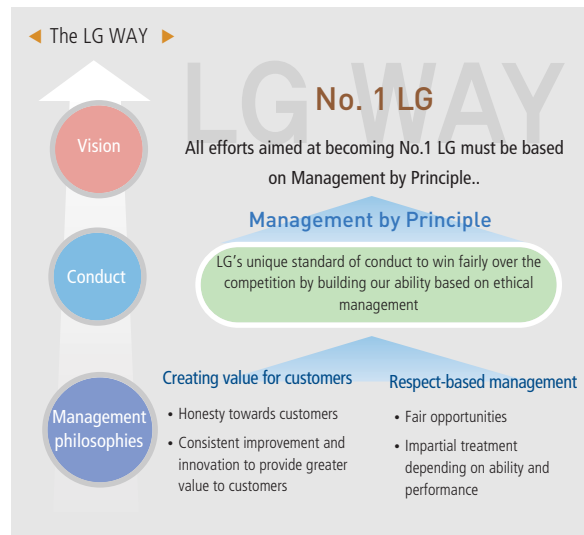 The LG WAY
LG WAY
No. 1 LG
Vision
All efforts aimed at becoming No.1 LG must be based
on Management by Principle..
Management by Principle
Conduct
LG's unique standard of conduct to win fairly over the
competition by building our ability based on ethical
management
Management
philosophies
Creating value for customers
• Honesty towards customers
• Consistent improvement and
innovation to provide greater
value to customers
Respect-based management
• Fair opportunities
• Impartial treatment
depending on ability and
performance